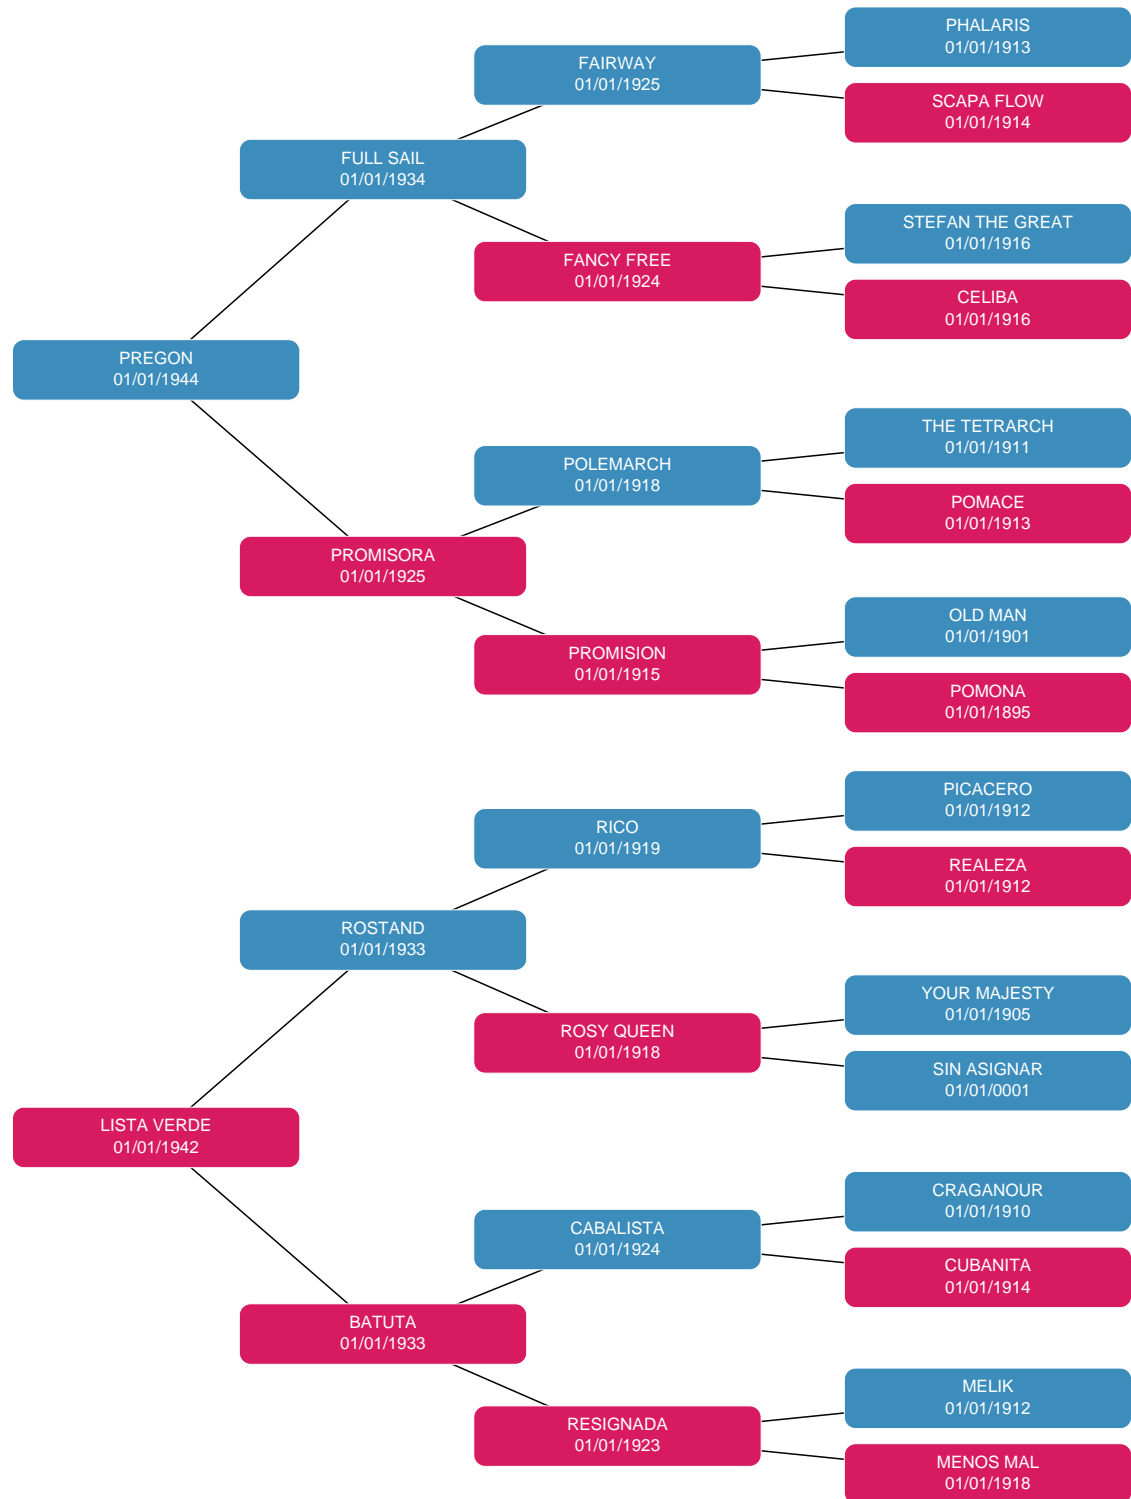 PHALARIS
01/01/1913
FAIRWAY
01/01/1925
SCAPA FLOW
01/01/1914
FULL SAIL
01/01/1934
STEFAN THE GREAT
01/01/1916
FANCY FREE
01/01/1924
CELIBA
01/01/1916
PREGON
01/01/1944
THE TETRARCH
01/01/1911
POLEMARCH
01/01/1918
POMACE
01/01/1913
PROMISORA
01/01/1925
OLD MAN
01/01/1901
PROMISION
01/01/1915
POMONA
01/01/1895
PICACERO
01/01/1912
RICO
01/01/1919
REALEZA
01/01/1912
ROSTAND
01/01/1933
YOUR MAJESTY
01/01/1905
ROSY QUEEN
01/01/1918
SIN ASIGNAR
01/01/0001
LISTA VERDE
01/01/1942
CRAGANOUR
01/01/1910
CABALISTA
01/01/1924
CUBANITA
01/01/1914
BATUTA
01/01/1933
MELIK
01/01/1912
RESIGNADA
01/01/1923
MENOS MAL
01/01/1918